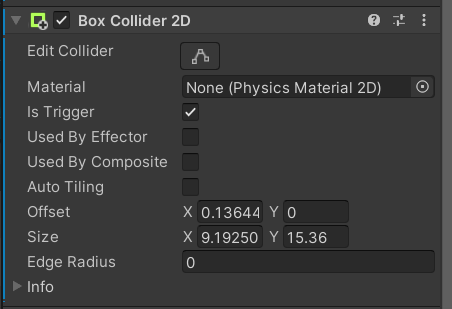 Box Collider 2D
Edit Collider
Material None (Physics Material 2D)
Is Trigger
Used By Effector
Used By Composite
Auto Tiling
Offset X 0.13644 Y 0
Size X 9.19250 Y 15.36
Edge Radius 0
Info